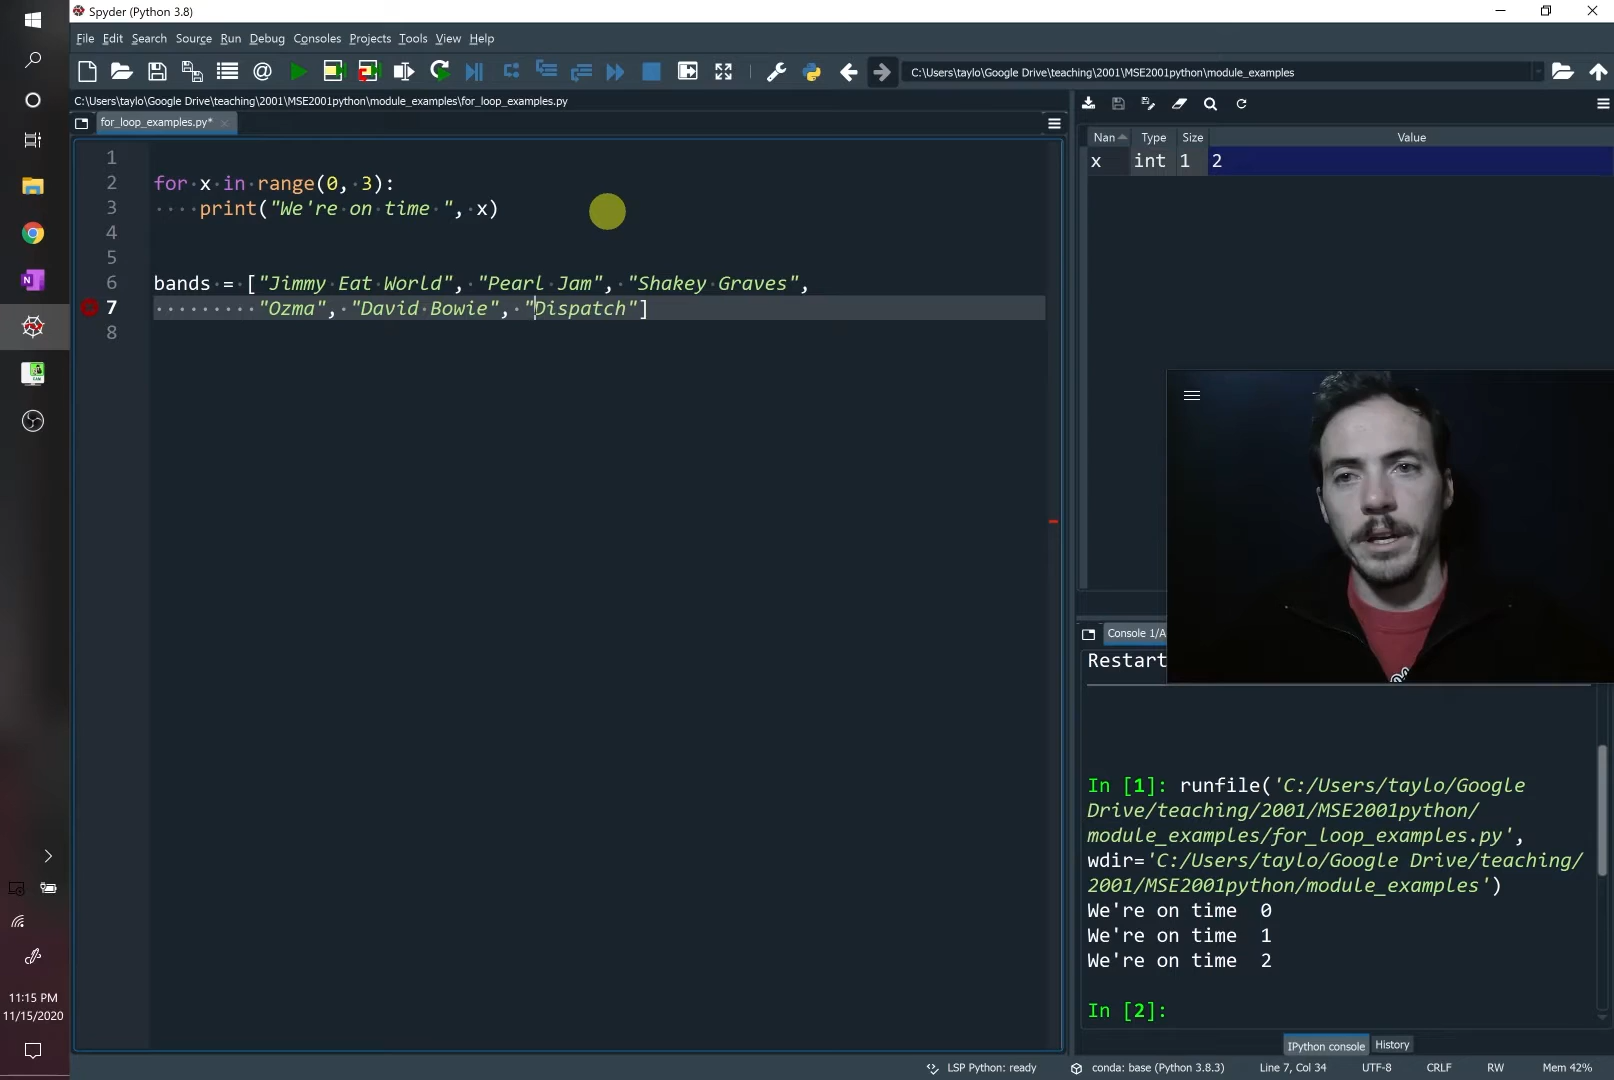 Spyder (Python 3.8)
File Edit Search Source Run Debug Consoles Projects Tools View Help
C:\Users\taylo\Google Drive\teaching\2001\MSE2001python\module_examples
C:\Users\taylo\Google Drive\teaching\2001\MSE2001python\module_examples\for_loop_examples.py
for_loop_examples.py*
Nan Type Size Value
x int 1 2
1
2 for x in range(0, 3):
3 print("We're on time ", x)
4
5
6 bands = ["Jimmy Eat World", "Pearl Jam", "Shakey Graves",
7 "Ozma", "David Bowie", "Dispatch"]
8
Console 1/A
Restart
In [1]: runfile('C:/Users/taylo/Google
Drive/teaching/2001/MSE2001python/
module_examples/for_loop_examples.py',
wdir='C:/Users/taylo/Google Drive/teaching/
2001/MSE2001python/module_examples')
We're on time  0
We're on time  1
We're on time  2
In [2]:
IPython console History
LSP Python: ready conda: base (Python 3.8.3) Line 7, Col 34 UTF-8 CRLF RW Mem 42%
11:15 PM
11/15/2020